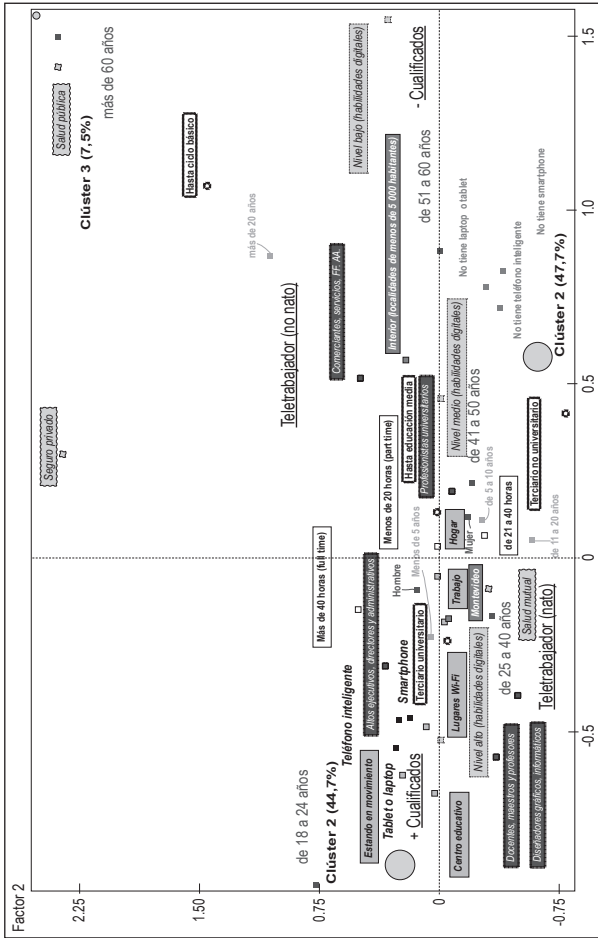 Factor 2
2.25
1.50
0.75
0
-0.75
-0.5
0
0.5
1.0
1.5
Salud pública
más de 60 años
Clúster 3 (7,5%)
Hasta ciclo básico
más de 20 años
Seguro privado
Teletrabajador (no nato)
Comerciantes, servicios, FF. AA.
Nivel bajo (habilidades digitales)
- Cualificados
Interior (localidades de menos de 5 000 habitantes)
de 51 a 60 años
Menos de 20 horas (part time)
Hasta educación media
Profesionistas universitarios
Más de 40 horas (full time)
Altos ejecutivos, directores y administrativos
Hombre
Menos de 5 años
Teléfono inteligente
Smartphone
Terciario universitario
de 18 a 24 años
Clúster 2 (44,7%)
Estando en movimiento
Tablet o laptop
+ Cualificados
Centro educativo
Lugares Wi-Fi
Nivel alto (habilidades digitales)
Trabajo
Montevideo
Hogar
Mujer
de 25 a 40 años
Salud mutual
Teletrabajador (nato)
Docentes, maestros y profesores
Diseñadores gráficos, informáticos
Nivel medio (habilidades digitales)
de 41 a 50 años
de 5 a 10 años
de 21 a 40 horas
de 11 a 20 años
Terciario no universitario
No tiene laptop o tablet
No tiene teléfono inteligente
No tiene smartphone
Clúster 2 (47,7%)